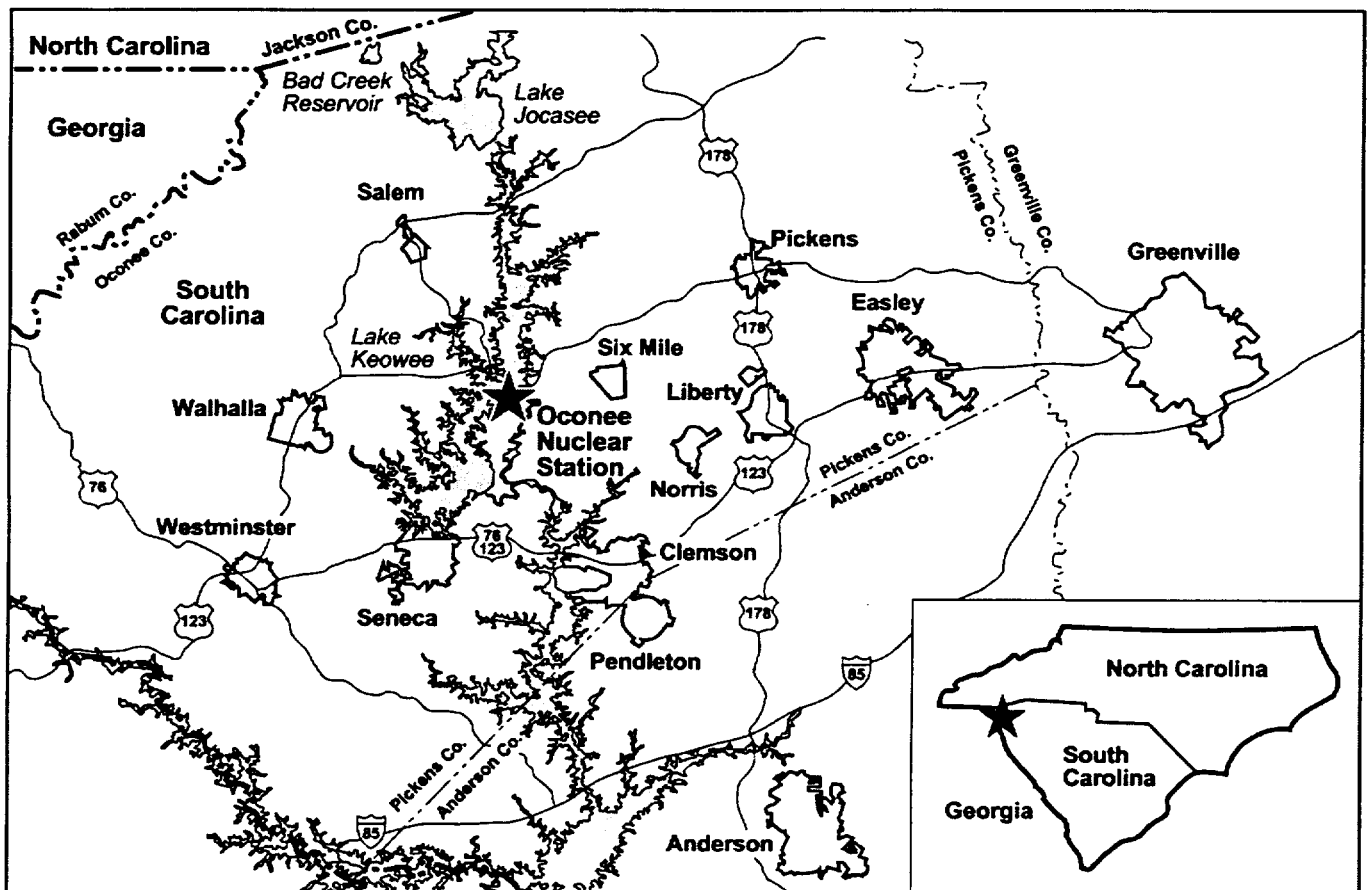 North Carolina
Jackson Co.
Bad Creek
Reservoir
Lake
Jocasee
Georgia
178
Greenville Co.
Pickens Co.
Salem
Rabum Co.
Oconee Co.
Pickens
Greenville
South
Carolina
Easley
178
Lake
Keowee
Six Mile
Liberty
Walhalla
Oconee
Nuclear
Station
Pickens Co.
Anderson Co.
123
Norris
76
Westminster
76
123
Clemson
123
Seneca
178
Pendleton
85
North Carolina
South
Carolina
Georgia
Pickens Co.
Anderson Co.
85
Anderson